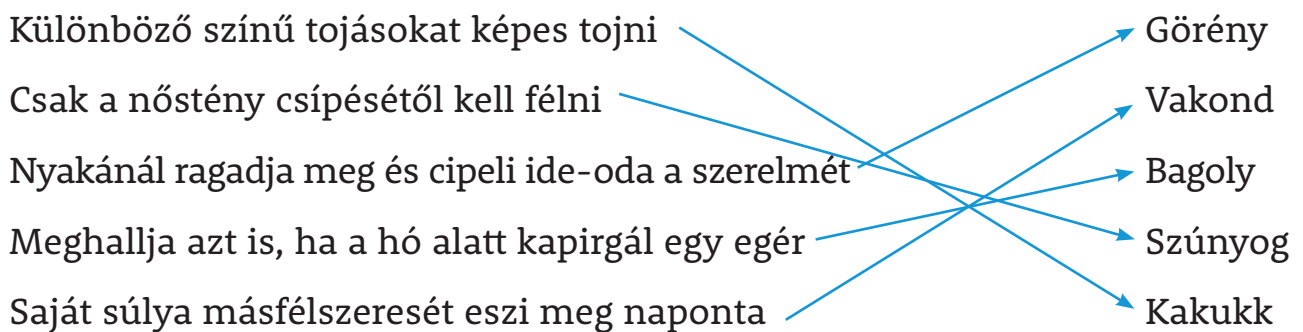 Különböző színű tojásokat képes tojni Görény
Csak a nőstény csípésétől kell félni Vakond
Nyakánál ragadja meg és cipeli ide-oda a szerelmét Bagoly
Meghallja azt is, ha a hó alatt kapirgál egy egér Szúnyog
Saját súlya másfélszeresét eszi meg naponta Kakukk